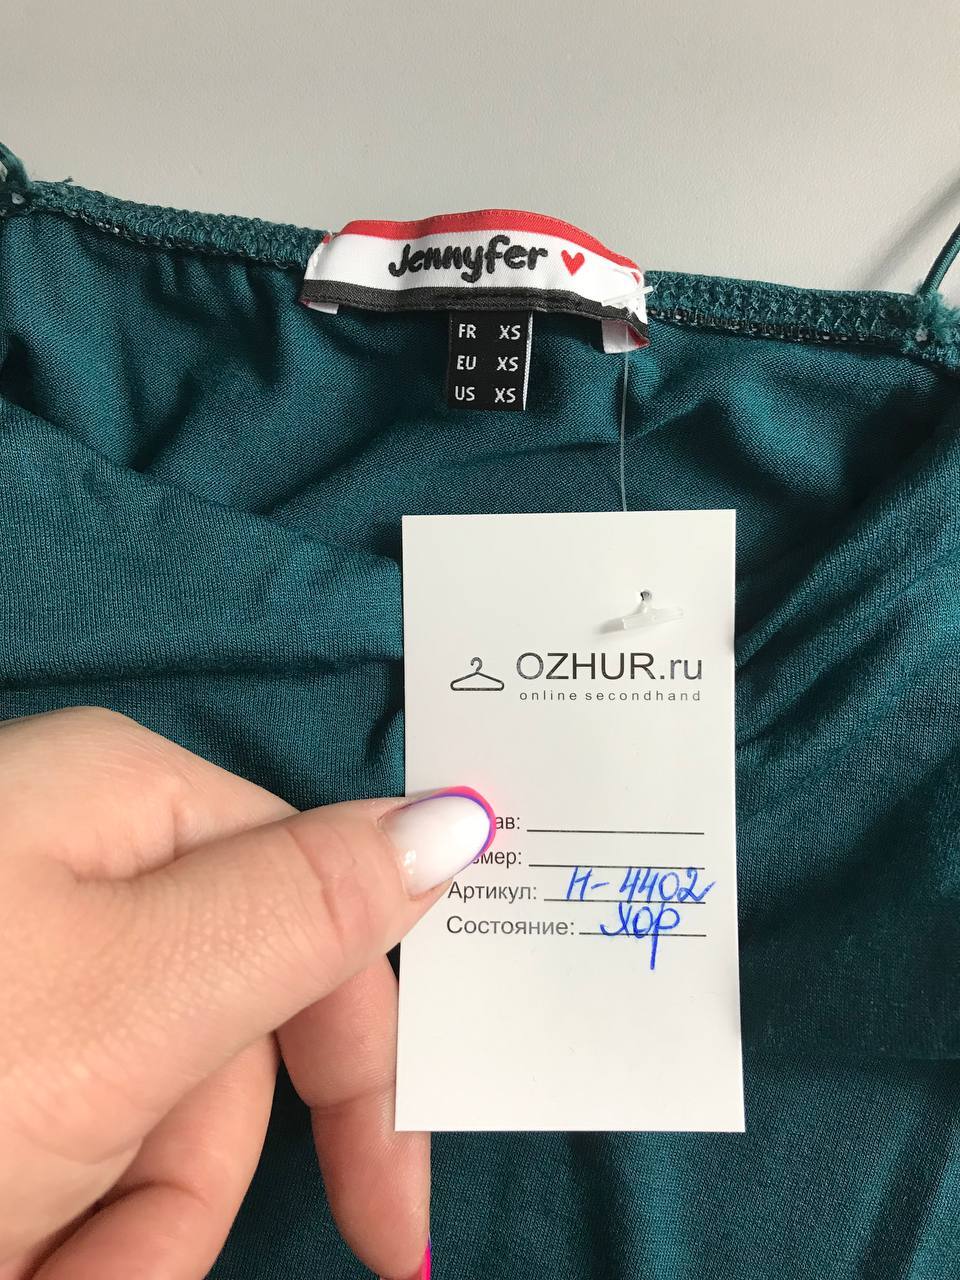 Jennyfer
FR XS
EU XS
US XS
OZHUR.ru
online secondhand
Артикул: Н-4402
Состояние: хор